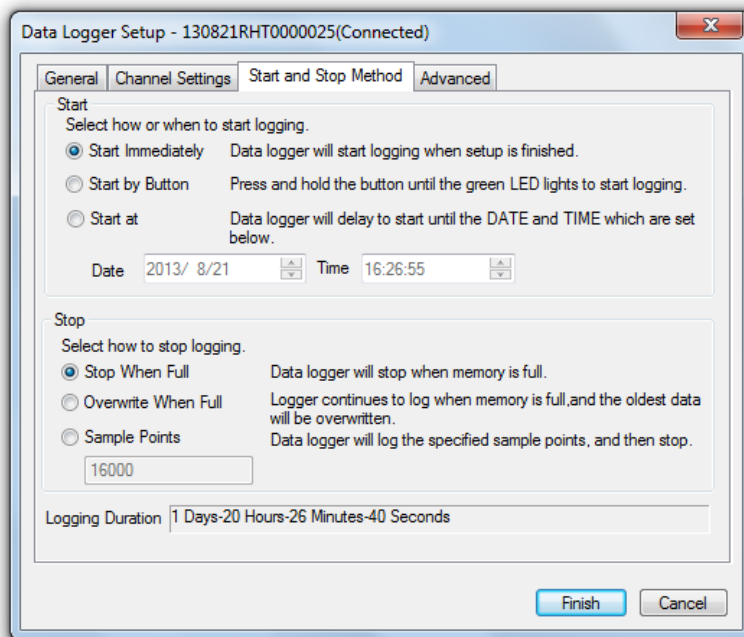 Data Logger Setup - 130821RHT0000025(Connected)
General Channel Settings Start and Stop Method Advanced
Start
Select how or when to start logging.
Start Immediately Data logger will start logging when setup is finished.
Start by Button Press and hold the button until the green LED lights to start logging.
Start at Data logger will delay to start until the DATE and TIME which are set
below.
Date 2013/ 8/21 Time 16:26:55
Stop
Select how to stop logging.
Stop When Full Data logger will stop when memory is full.
Overwrite When Full Logger continues to log when memory is full,and the oldest data
will be overwritten.
Sample Points Data logger will log the specified sample points, and then stop.
16000
Logging Duration 1 Days-20 Hours-26 Minutes-40 Seconds
Finish Cancel